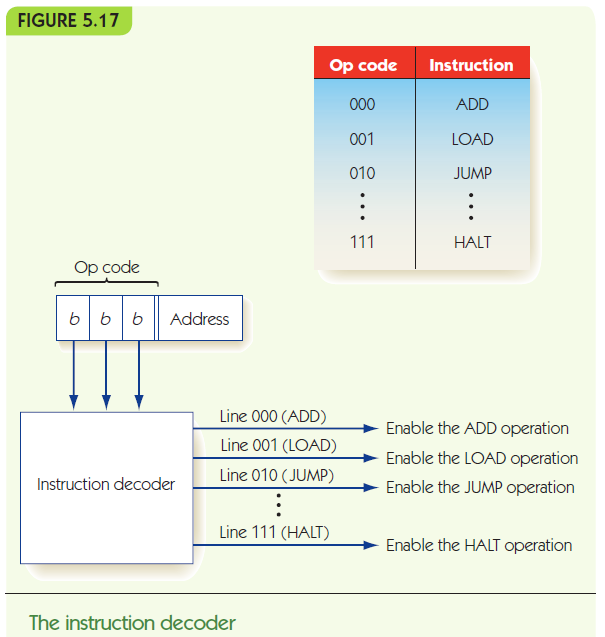 FIGURE 5.17
Op code Instruction
000 ADD
001 LOAD
010 JUMP
111 HALT
Op code
b b b Address
Instruction decoder
Line 000 (ADD)
Enable the ADD operation
Line 001 (LOAD)
Enable the LOAD operation
Line 010 (JUMP)
Enable the JUMP operation
Line 111 (HALT)
Enable the HALT operation
The instruction decoder